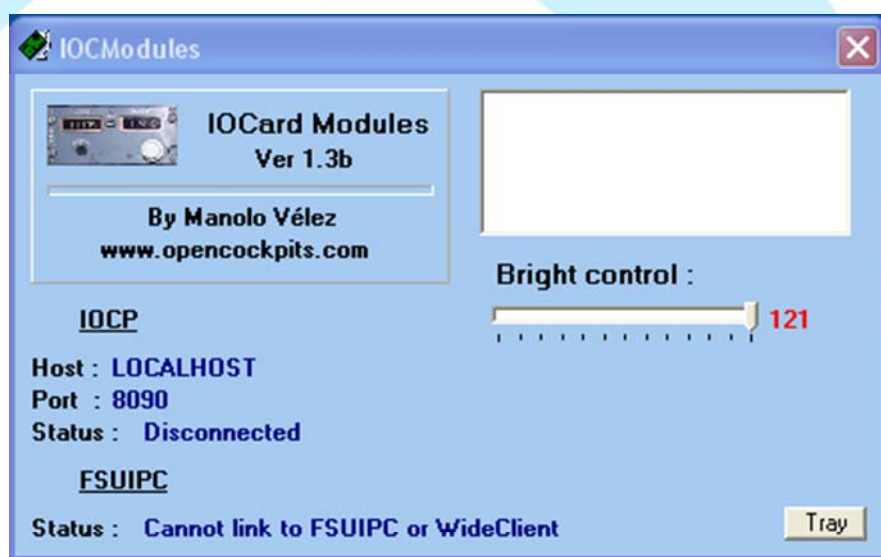 IOCModules
IOCard Modules
Ver 1.3b
By Manolo Vélez
www.opencockpits.com
Bright control :
121
IOCP
Host : LOCALHOST
Port : 8090
Status : Disconnected
FSUIPC
Status : Cannot link to FSUIPC or WideClient
Tray